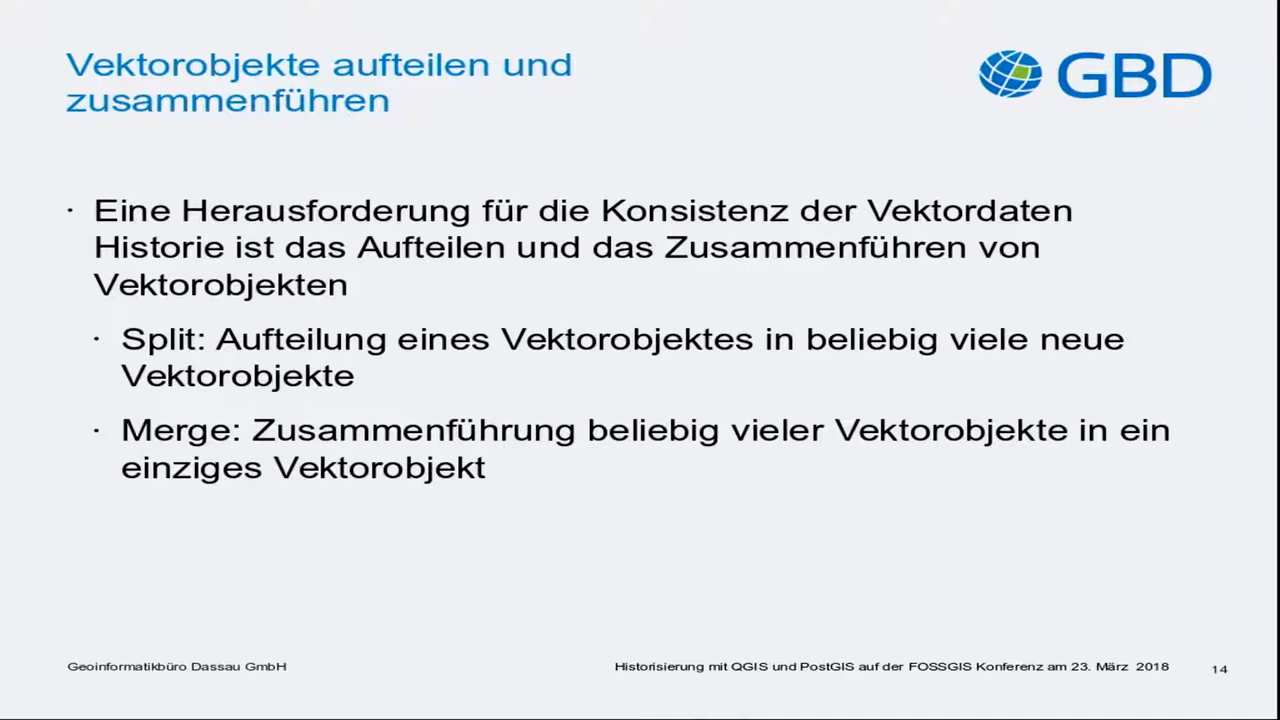 Vektorobjekte aufteilen und
zusammenführen
GBD
· Eine Herausforderung für die Konsistenz der Vektordaten
Historie ist das Aufteilen und das Zusammenführen von
Vektorobjekten
· Split: Aufteilung eines Vektorobjektes in beliebig viele neue
Vektorobjekte
· Merge: Zusammenführung beliebig vieler Vektorobjekte in ein
einziges Vektorobjekt
Geoinformatikbüro Dassau GmbH
Historisierung mit QGIS und PostGIS auf der FOSSGIS Konferenz am 23. März 2018
14